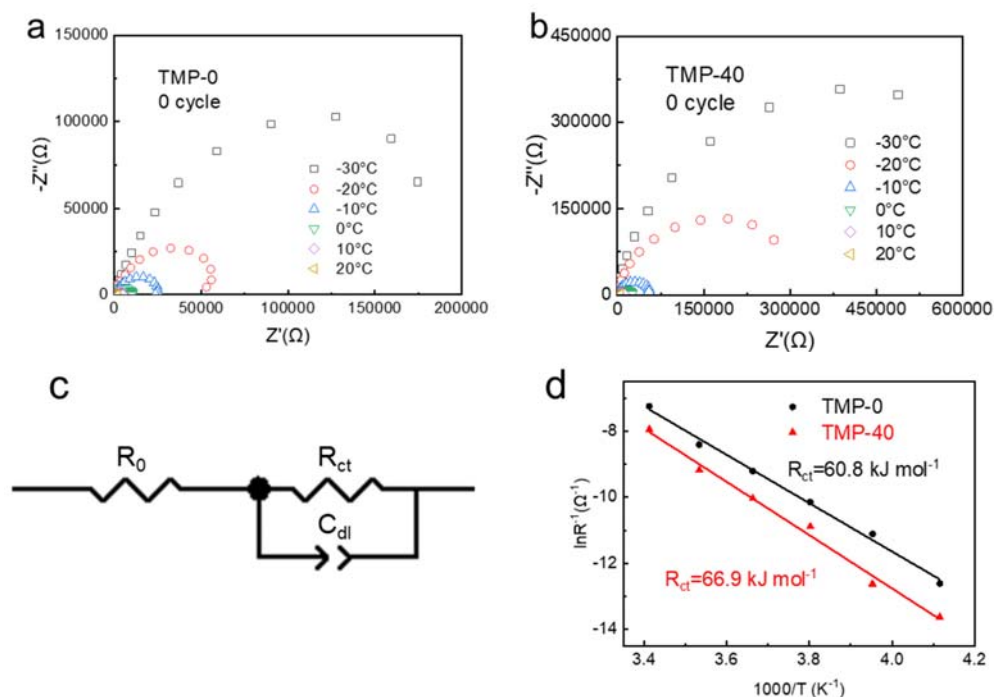 a
TMP-0
0 cycle
-30°C
-20°C
-10°C
0°C
10°C
20°C
150000
100000
50000
0
-Z''(Ω)
0 50000 100000 150000 200000
Z'(Ω)
b
TMP-40
0 cycle
-30°C
-20°C
-10°C
0°C
10°C
20°C
450000
300000
150000
0
-Z''(Ω)
0 150000 300000 450000 600000
Z'(Ω)
c
R0
Rct
Cdl
d
TMP-0
TMP-40
Rct=60.8 kJ mol-1
Rct=66.9 kJ mol-1
-8
-10
-12
-14
lnR-1(Ω-1)
3.4 3.6 3.8 4.0 4.2
1000/T (K-1)